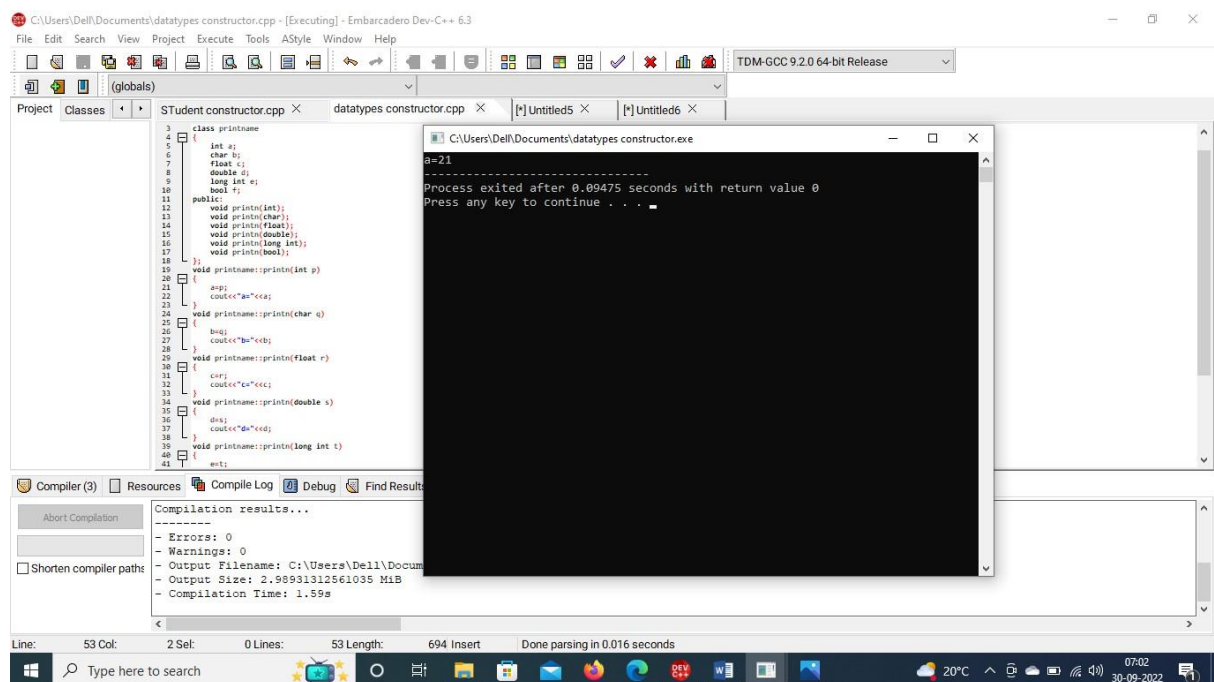 C:\Users\Dell\Documents\datatypes constructor.cpp - [Executing] - Embarcadero Dev-C++ 6.3
File Edit Search View Project Execute Tools AStyle Window Help
TDM-GCC 9.2.0 64-bit Release
(globals)
Project Classes STudent constructor.cpp datatypes constructor.cpp [*] Untitled5 [*] Untitled6
3 class printname
4 {
5 int a;
6 char b;
7 float c;
8 double d;
9 long int e;
10 bool f;
11 public:
12 void printn(int);
13 void printn(char);
14 void printn(float);
15 void printn(double);
16 void printn(long int);
17 void printn(bool);
18 };
19 void printname::printn(int p)
20 {
21 a=p;
22 cout<<"a="<<a;
23 }
24 void printname::printn(char q)
25 {
26 b=q;
27 cout<<"b="<<b;
28 }
29 void printname::printn(float r)
30 {
31 c=r;
32 cout<<"c="<<c;
33 }
34 void printname::printn(double s)
35 {
36 d=s;
37 cout<<"d="<<d;
38 }
39 void printname::printn(long int t)
40 {
41 e=t;
C:\Users\Dell\Documents\datatypes constructor.exe
a=21
--------------------------------
Process exited after 0.09475 seconds with return value 0
Press any key to continue . . .
Compiler (3) Resources Compile Log Debug Find Result
Abort Compilation
Shorten compiler paths
Compilation results...
--------
- Errors: 0
- Warnings: 0
- Output Filename: C:\Users\Dell\Docum
- Output Size: 2.98931312561035 MiB
- Compilation Time: 1.59s
Line: 53 Col: 2 Sel: 0 Lines: 53 Length: 694 Insert Done parsing in 0.016 seconds
Type here to search
20°C
07:02
30-09-2022